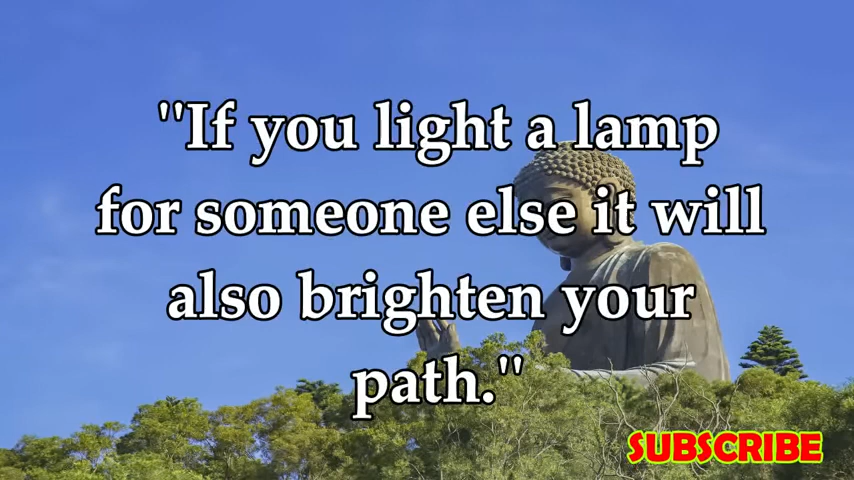 "If you light a lamp
for someone else it will
also brighten your
path."
SUBSCRIBE